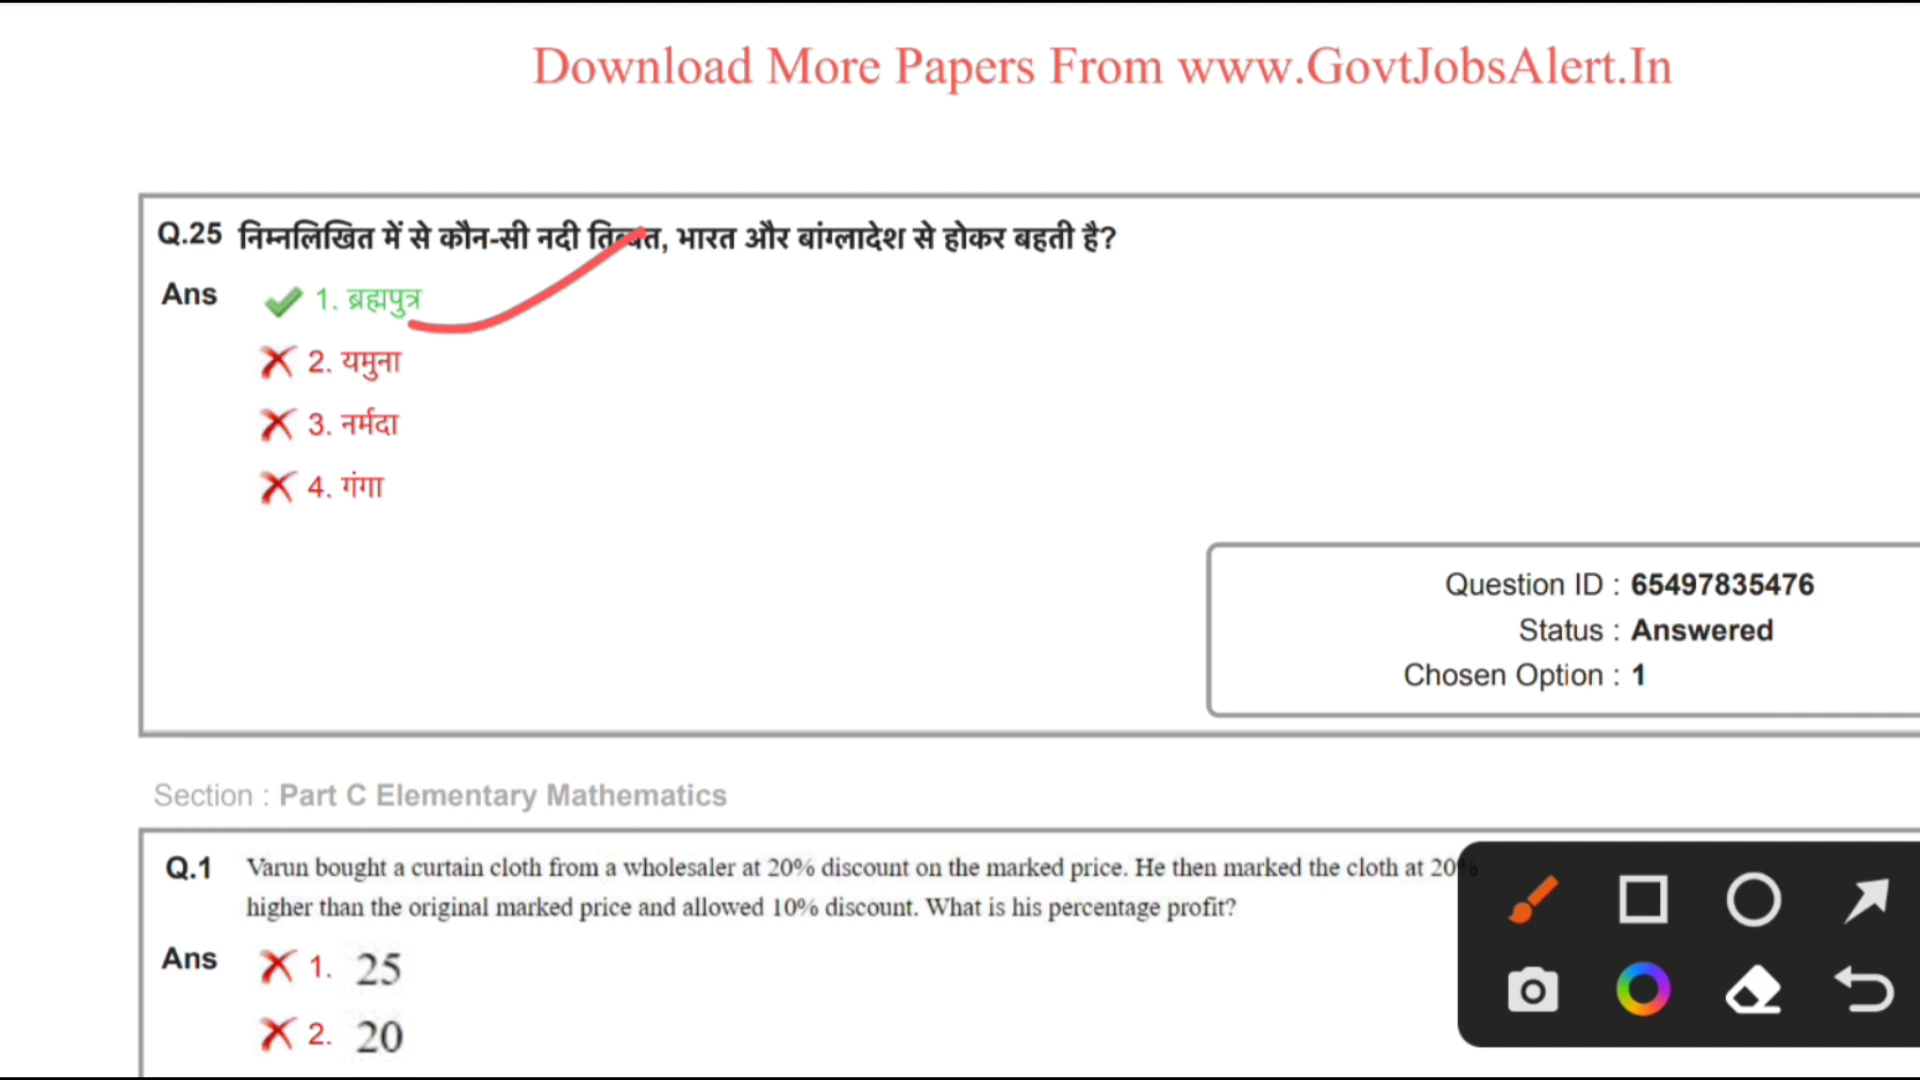 Download More Papers From www.GovtJobsAlert.In
Q.25 निम्नलिखित में से कौन-सी नदी तिब्बत, भारत और बांग्लादेश से होकर बहती है?
Ans 1. ब्रह्मपुत्र
2. यमुना
3. नर्मदा
4. गंगा
Question ID : 65497835476
Status : Answered
Chosen Option : 1
Section : Part C Elementary Mathematics
Q.1 Varun bought a curtain cloth from a wholesaler at 20% discount on the marked price. He then marked the cloth at 20%
higher than the original marked price and allowed 10% discount. What is his percentage profit?
Ans 1. 25
2. 20